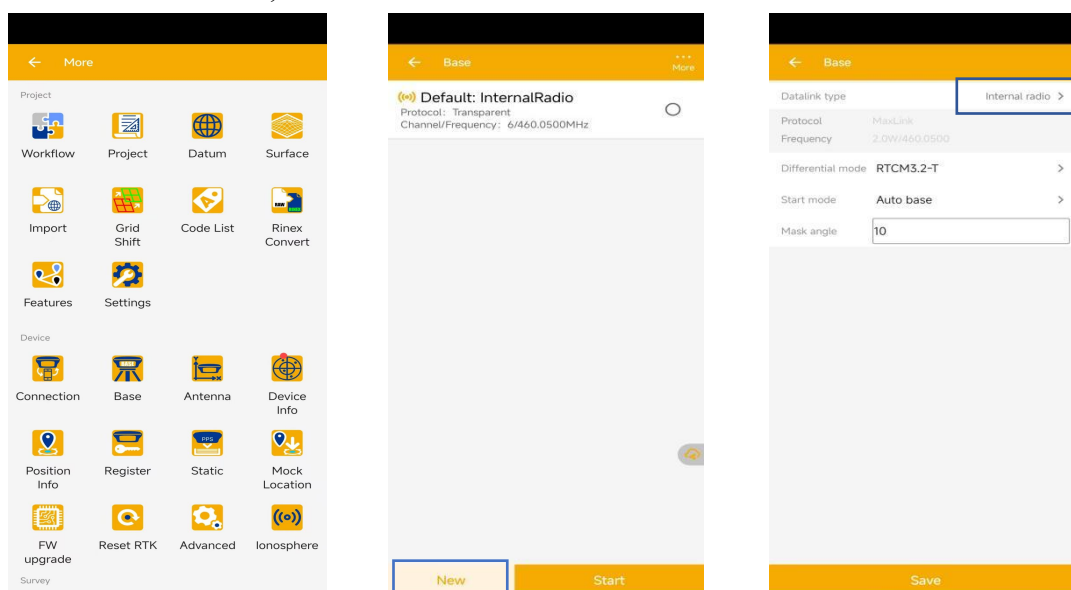 More
Project
Workflow Project Datum Surface
Import Grid Shift Code List Rinex Convert
RAW
Features Settings
Device
BASE
Connection Base Antenna Device Info
PPS
Position Info Register Static Mock Location
FW upgrade Reset RTK Advanced Ionosphere
Survey
Base
More
Default: InternalRadio
Protocol: Transparent
Channel/Frequency: 6/460.0500MHz
New Start
Base
Datalink type Internal radio >
Protocol MaxLink
Frequency 2.0W/460.0500
Differential mode RTCM3.2-T >
Start mode Auto base >
Mask angle 10
Save